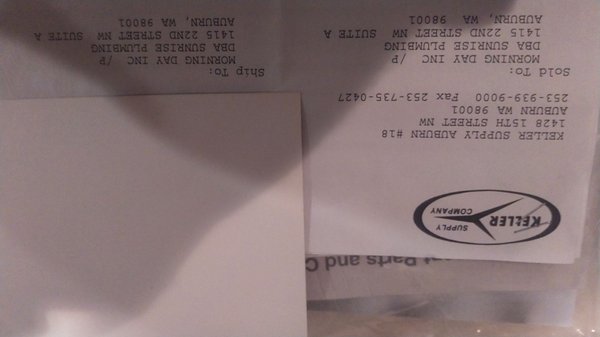 Parts and
KELLER
SUPPLY
COMPANY
KELLER SUPPLY AUBURN #18
1428 15TH STREET NW
AUBURN WA 98001
253-939-9000 Fax 253-735-0427
Sold To:
MORNING DAY INC /P
DBA SUNRISE PLUMBING
1415 22ND STREET NW SUITE A
AUBURN, WA 98001
Ship To:
MORNING DAY INC /P
DBA SUNRISE PLUMBING
1415 22ND STREET NW SUITE A
AUBURN, WA 98001